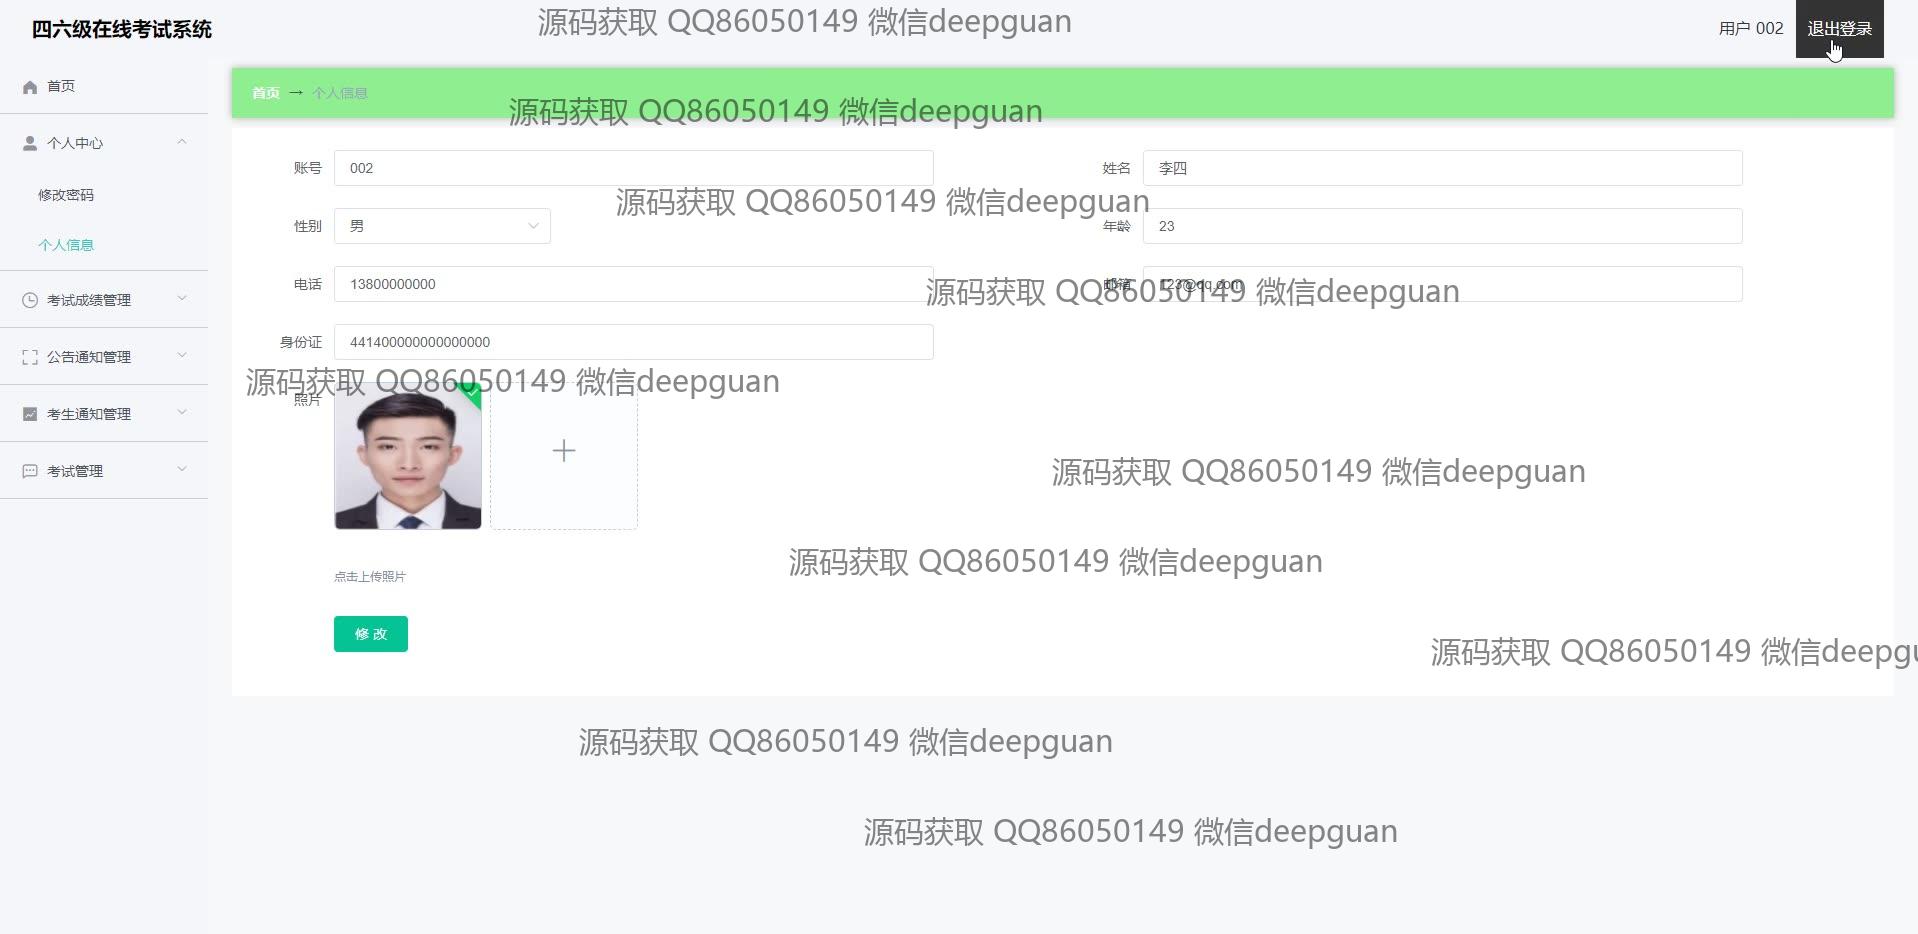 四六级在线考试系统
源码获取 QQ86050149 微信deepguan
用户 002
退出登录
首页
首页 → 个人信息
源码获取 QQ86050149 微信deepguan
个人中心
账号 002
姓名 李四
修改密码
源码获取 QQ86050149 微信deepguan
性别 男
年龄 23
个人信息
电话 13800000000
邮箱 123@qq.com
源码获取 QQ86050149 微信deepguan
考试成绩管理
身份证 441400000000000000
公告通知管理
源码获取 QQ86050149 微信deepguan
照片
考生通知管理
考试管理
源码获取 QQ86050149 微信deepguan
源码获取 QQ86050149 微信deepguan
点击上传照片
修改
源码获取 QQ86050149 微信deepgu
源码获取 QQ86050149 微信deepguan
源码获取 QQ86050149 微信deepguan